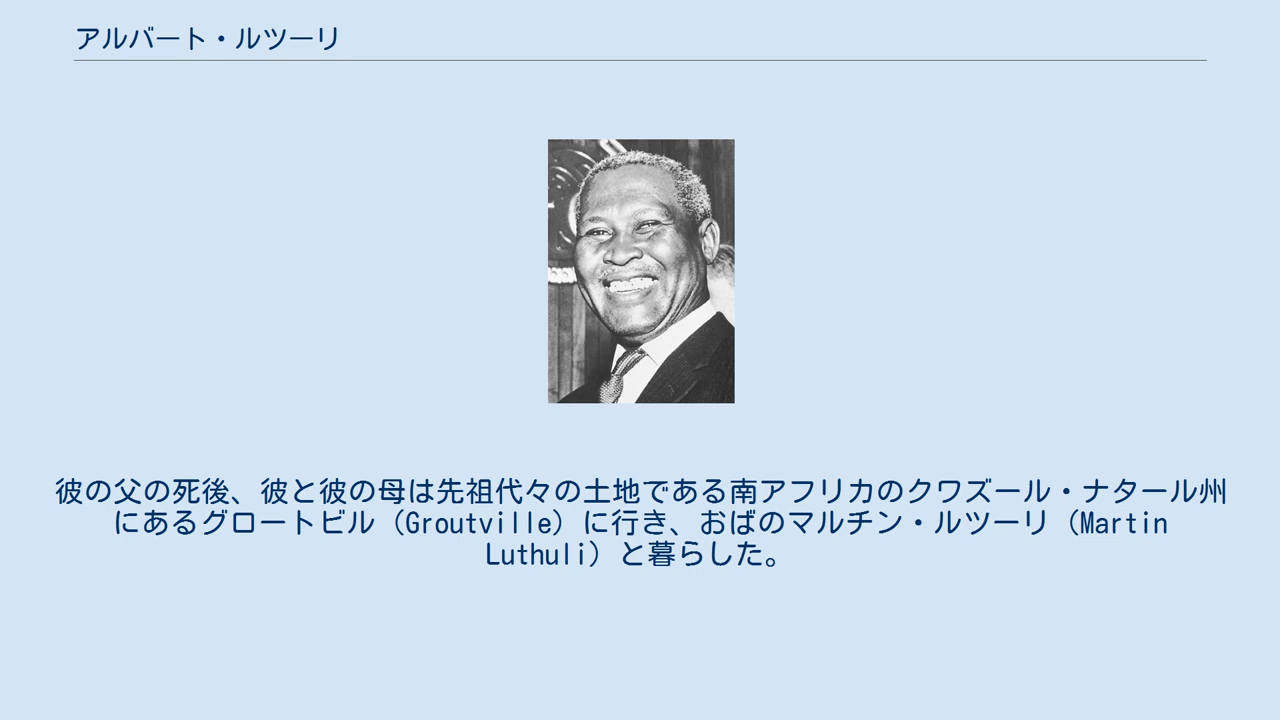 アルバート・ルツーリ
彼の父の死後、彼と彼の母は先祖代々の土地である南アフリカのクワズール・ナタール州
にあるグロートビル（Groutville）に行き、おばのマルチン・ルツーリ（Martin
Luthuli）と暮らした。